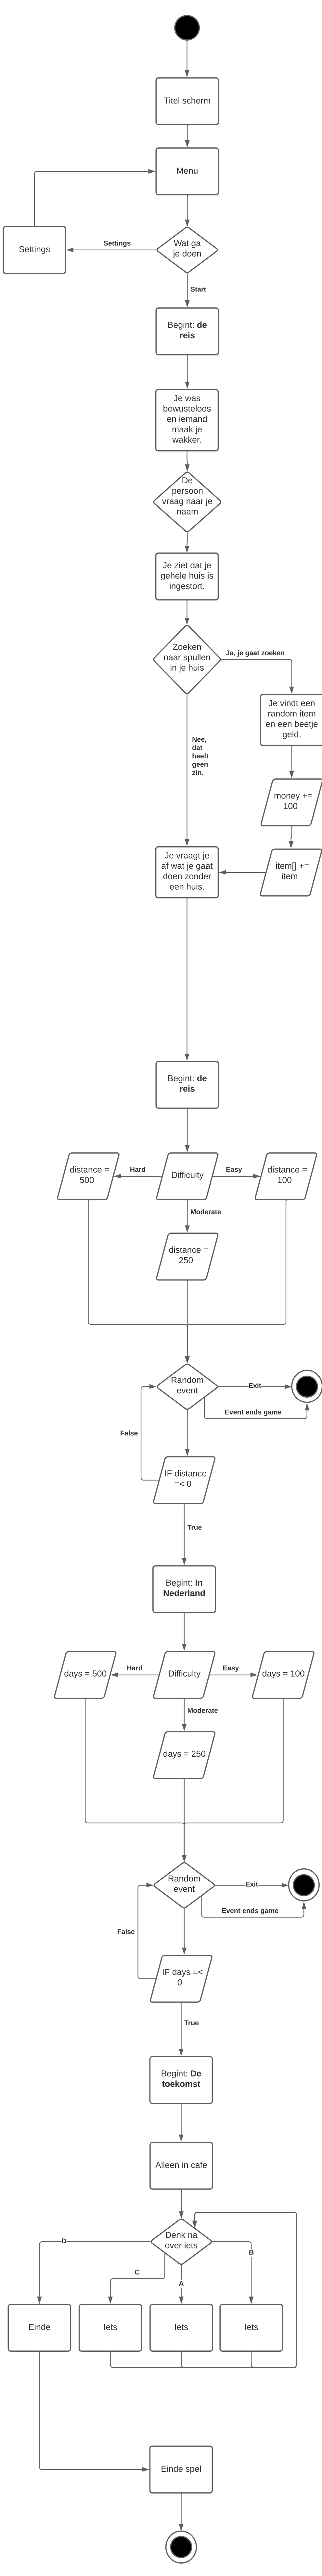 Titel scherm
Menu
Settings
Settings
Wat ga
je doen
Start
Begint: de
reis
Je was
bewusteloos
en iemand
maak je
wakker.
De
persoon
vraag naar je
naam
Je ziet dat je
gehele huis is
ingestort.
Zoeken
naar spullen
in je huis
Ja, je gaat zoeken
Je vindt een
random item
en een beetje
geld.
Nee,
dat
heeft
geen
zin.
money +=
100
Je vraagt je
af wat je gaat
doen zonder
een huis.
item[] +=
item
Begint: de
reis
distance =
500
Hard
Difficulty
Easy
distance =
100
Moderate
distance =
250
Random
event
Exit
Event ends game
False
IF distance
=< 0
True
Begint: In
Nederland
days = 500
Hard
Difficulty
Easy
days = 100
Moderate
days = 250
Random
event
Exit
Event ends game
False
IF days =<
0
True
Begint: De
toekomst
Alleen in cafe
Denk na
over iets
D
C
A
B
Einde
Iets
Iets
Iets
Einde spel